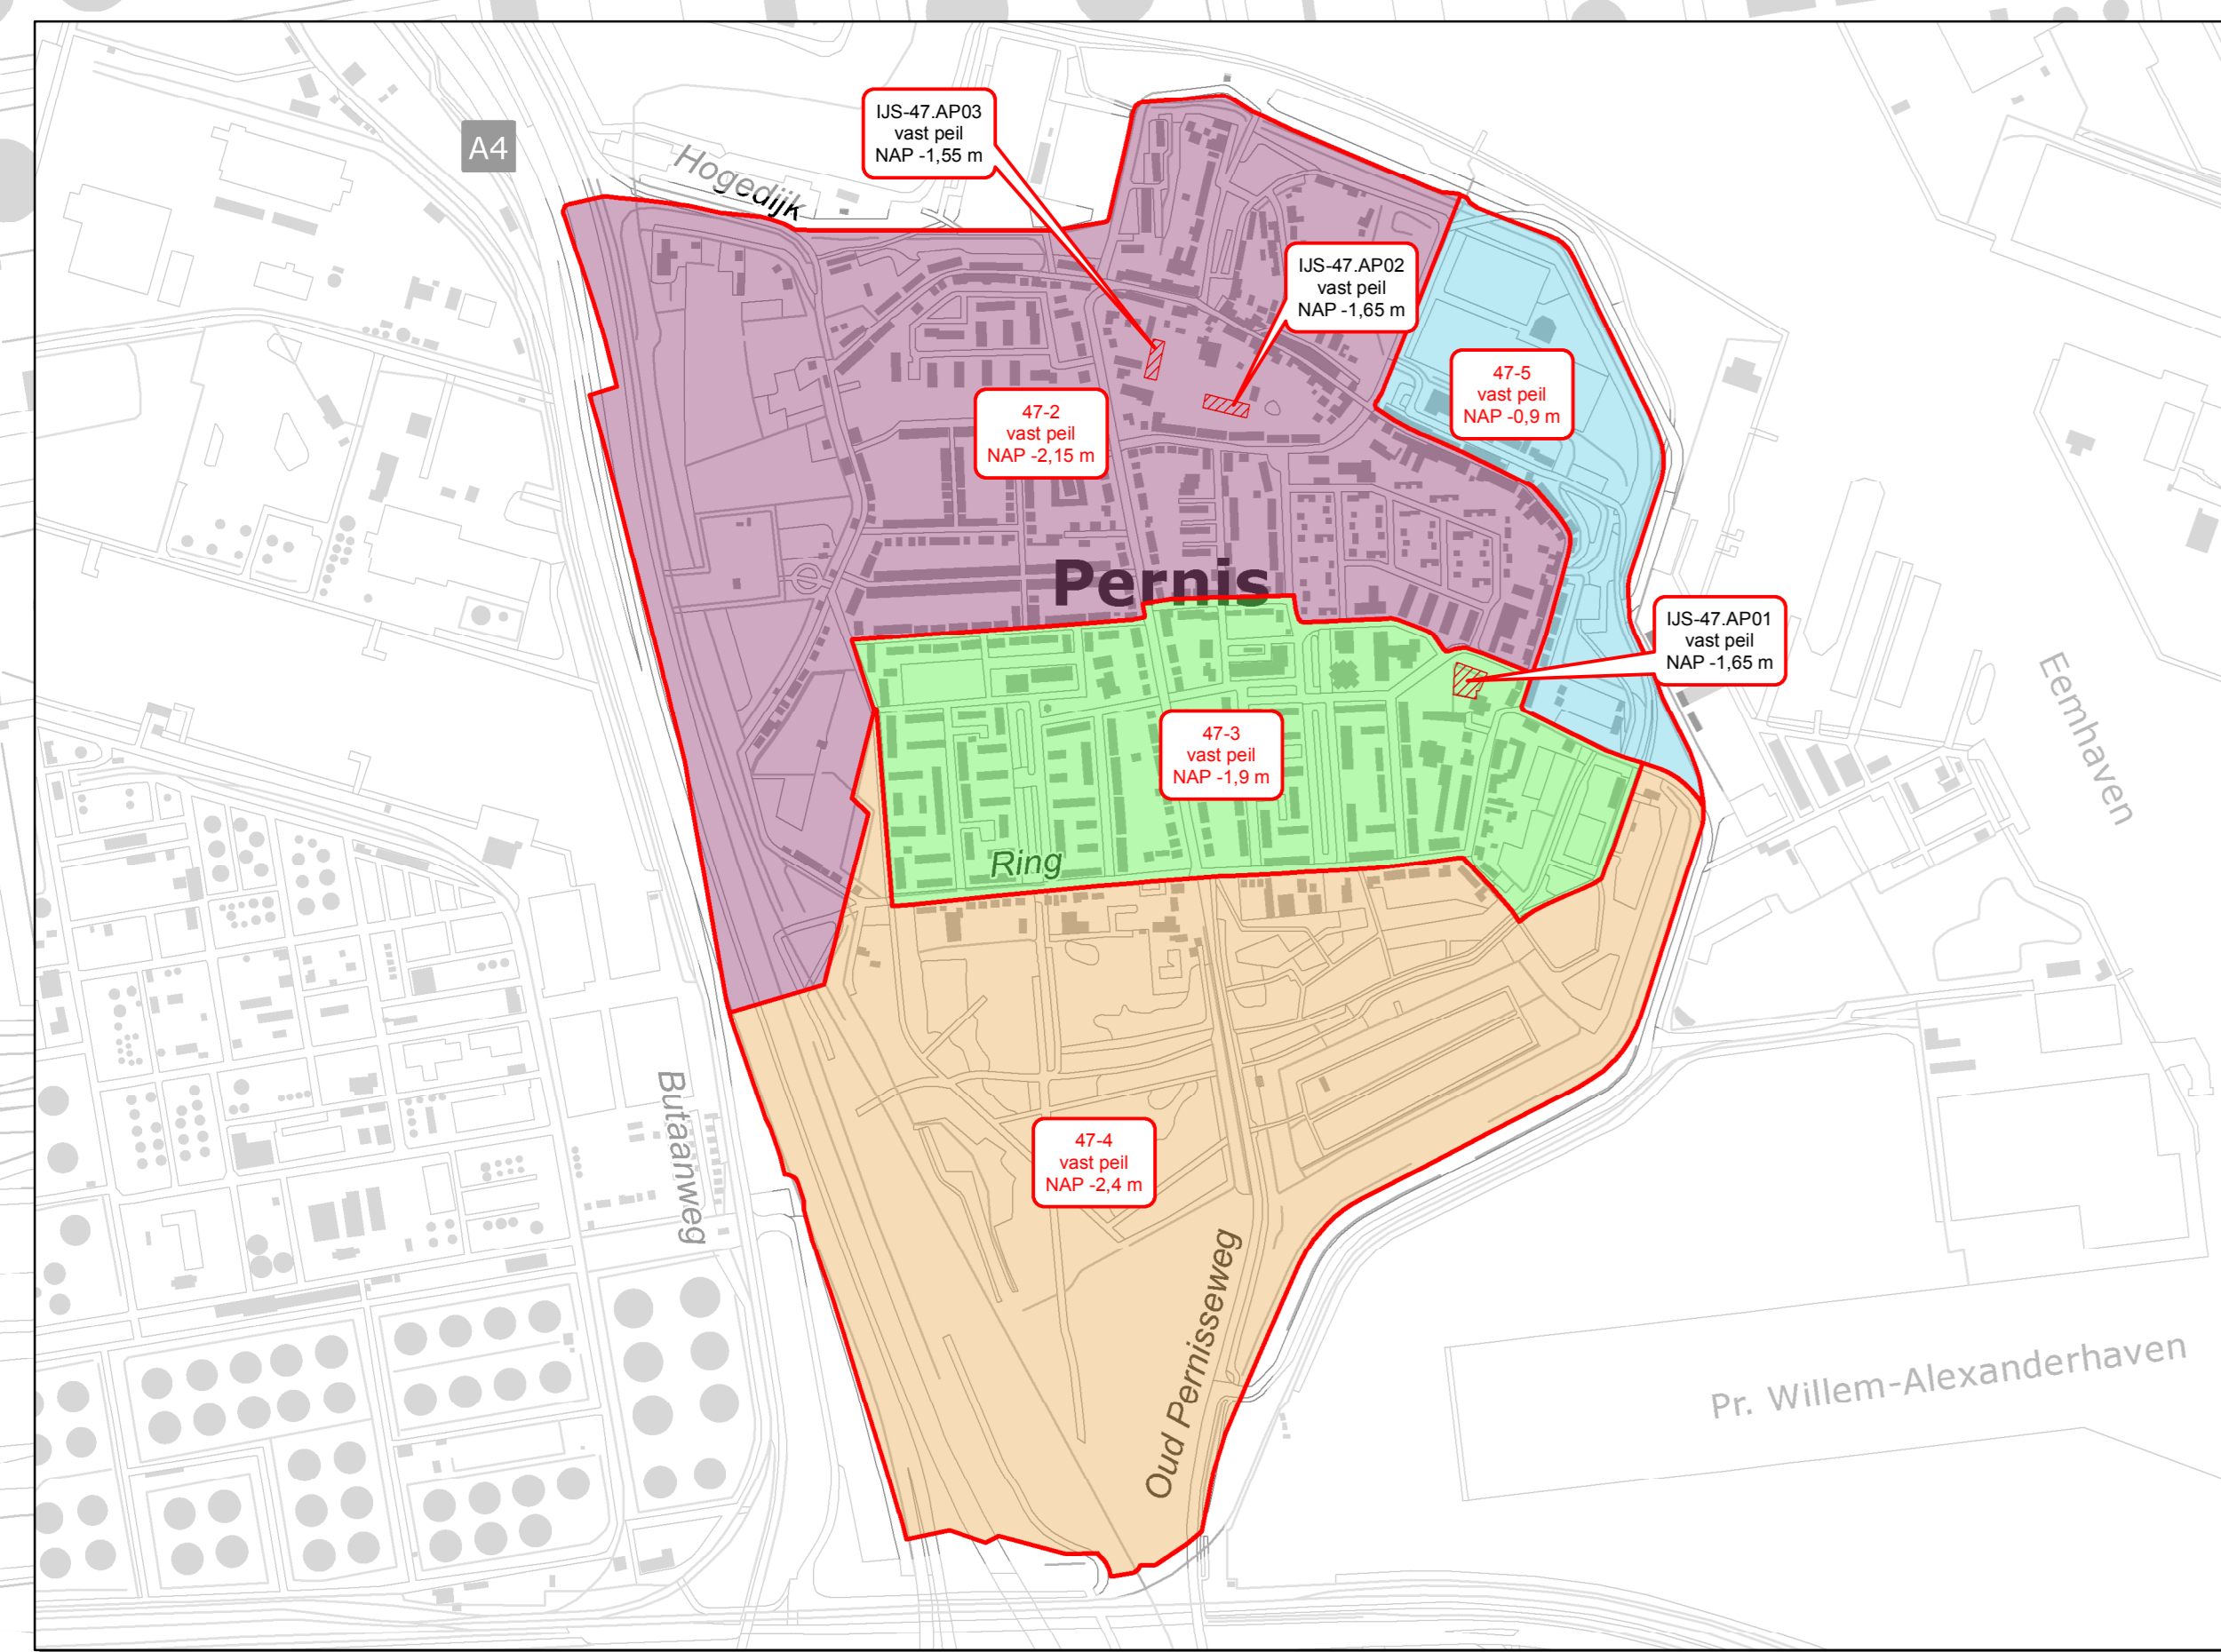 IJS-47.AP03
vast peil
NAP -1,55 m
A4
Hogedijk
IJS-47.AP02
vast peil
NAP -1,65 m
47-5
vast peil
NAP -0,9 m
47-2
vast peil
NAP -2,15 m
Pernis
IJS-47.AP01
vast peil
NAP -1,65 m
Eemhaven
47-3
vast peil
NAP -1,9 m
Ring
Butaanweg
47-4
vast peil
NAP -2,4 m
Oud Pernisseweg
Pr. Willem-Alexanderhaven